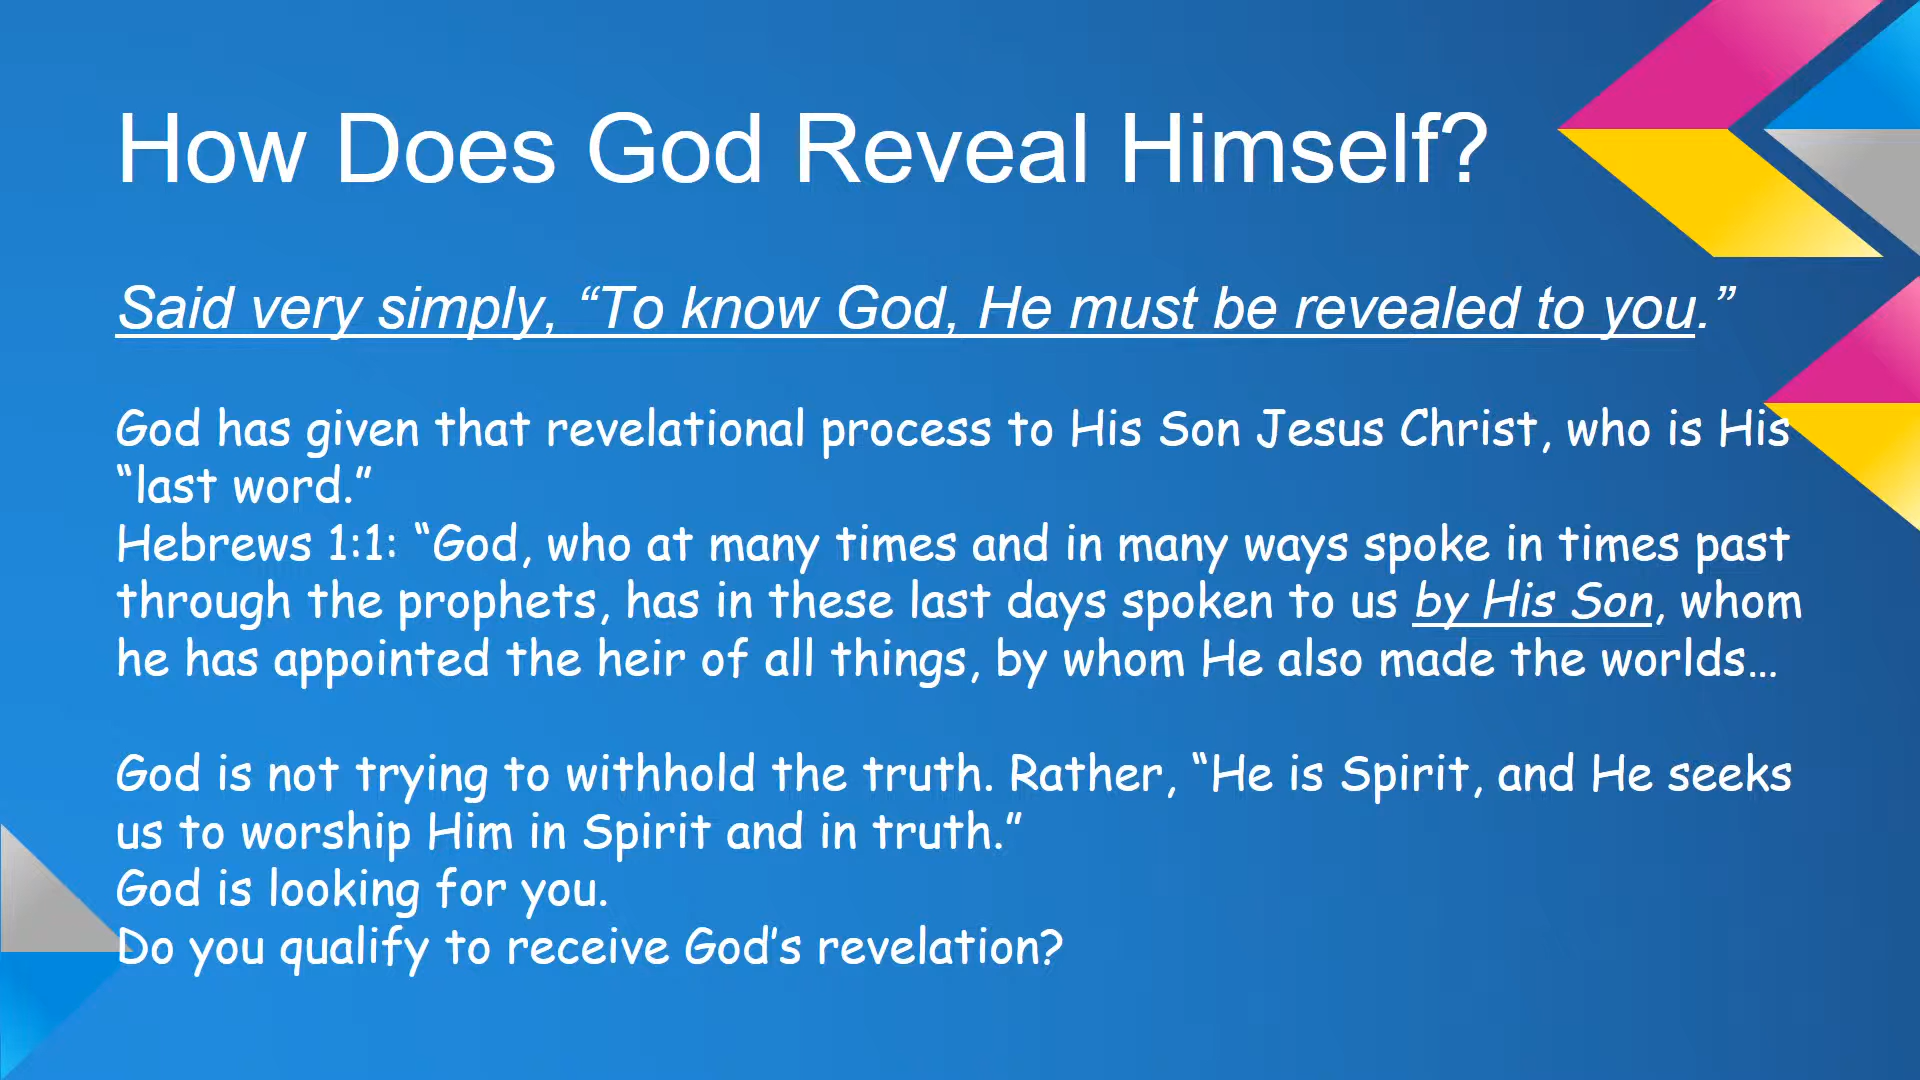 How Does God Reveal Himself?
Said very simply, “To know God, He must be revealed to you.”
God has given that revelational process to His Son Jesus Christ, who is His
“last word.”
Hebrews 1:1: “God, who at many times and in many ways spoke in times past
through the prophets, has in these last days spoken to us by His Son, whom
he has appointed the heir of all things, by whom He also made the worlds…
God is not trying to withhold the truth. Rather, “He is Spirit, and He seeks
us to worship Him in Spirit and in truth.”
God is looking for you.
Do you qualify to receive God’s revelation?